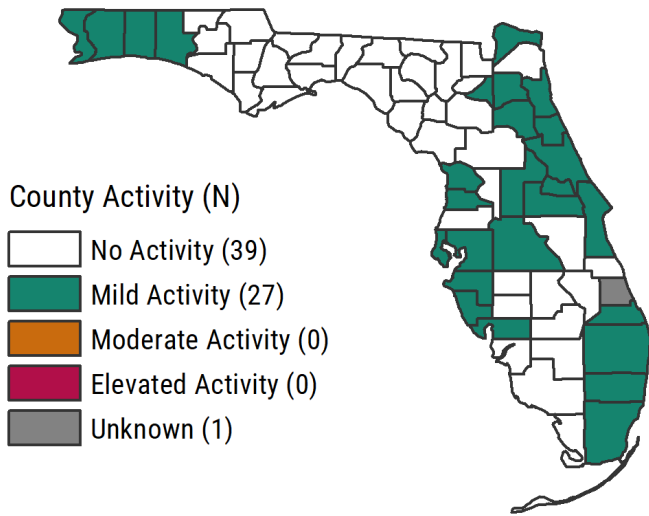 County Activity (N)
No Activity (39)
Mild Activity (27)
Moderate Activity (0)
Elevated Activity (0)
Unknown (1)